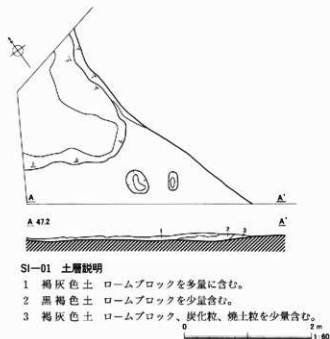 A A'
A 47.2 A'
1 2 3
SI—01 土層説明
1 褐灰色土 ロームブロックを多量に含む。
2 黒褐色土 ロームブロックを少量含む。
3 褐灰色土 ロームブロック、炭化粒、焼土粒を少量含む。
0 2m
1:60